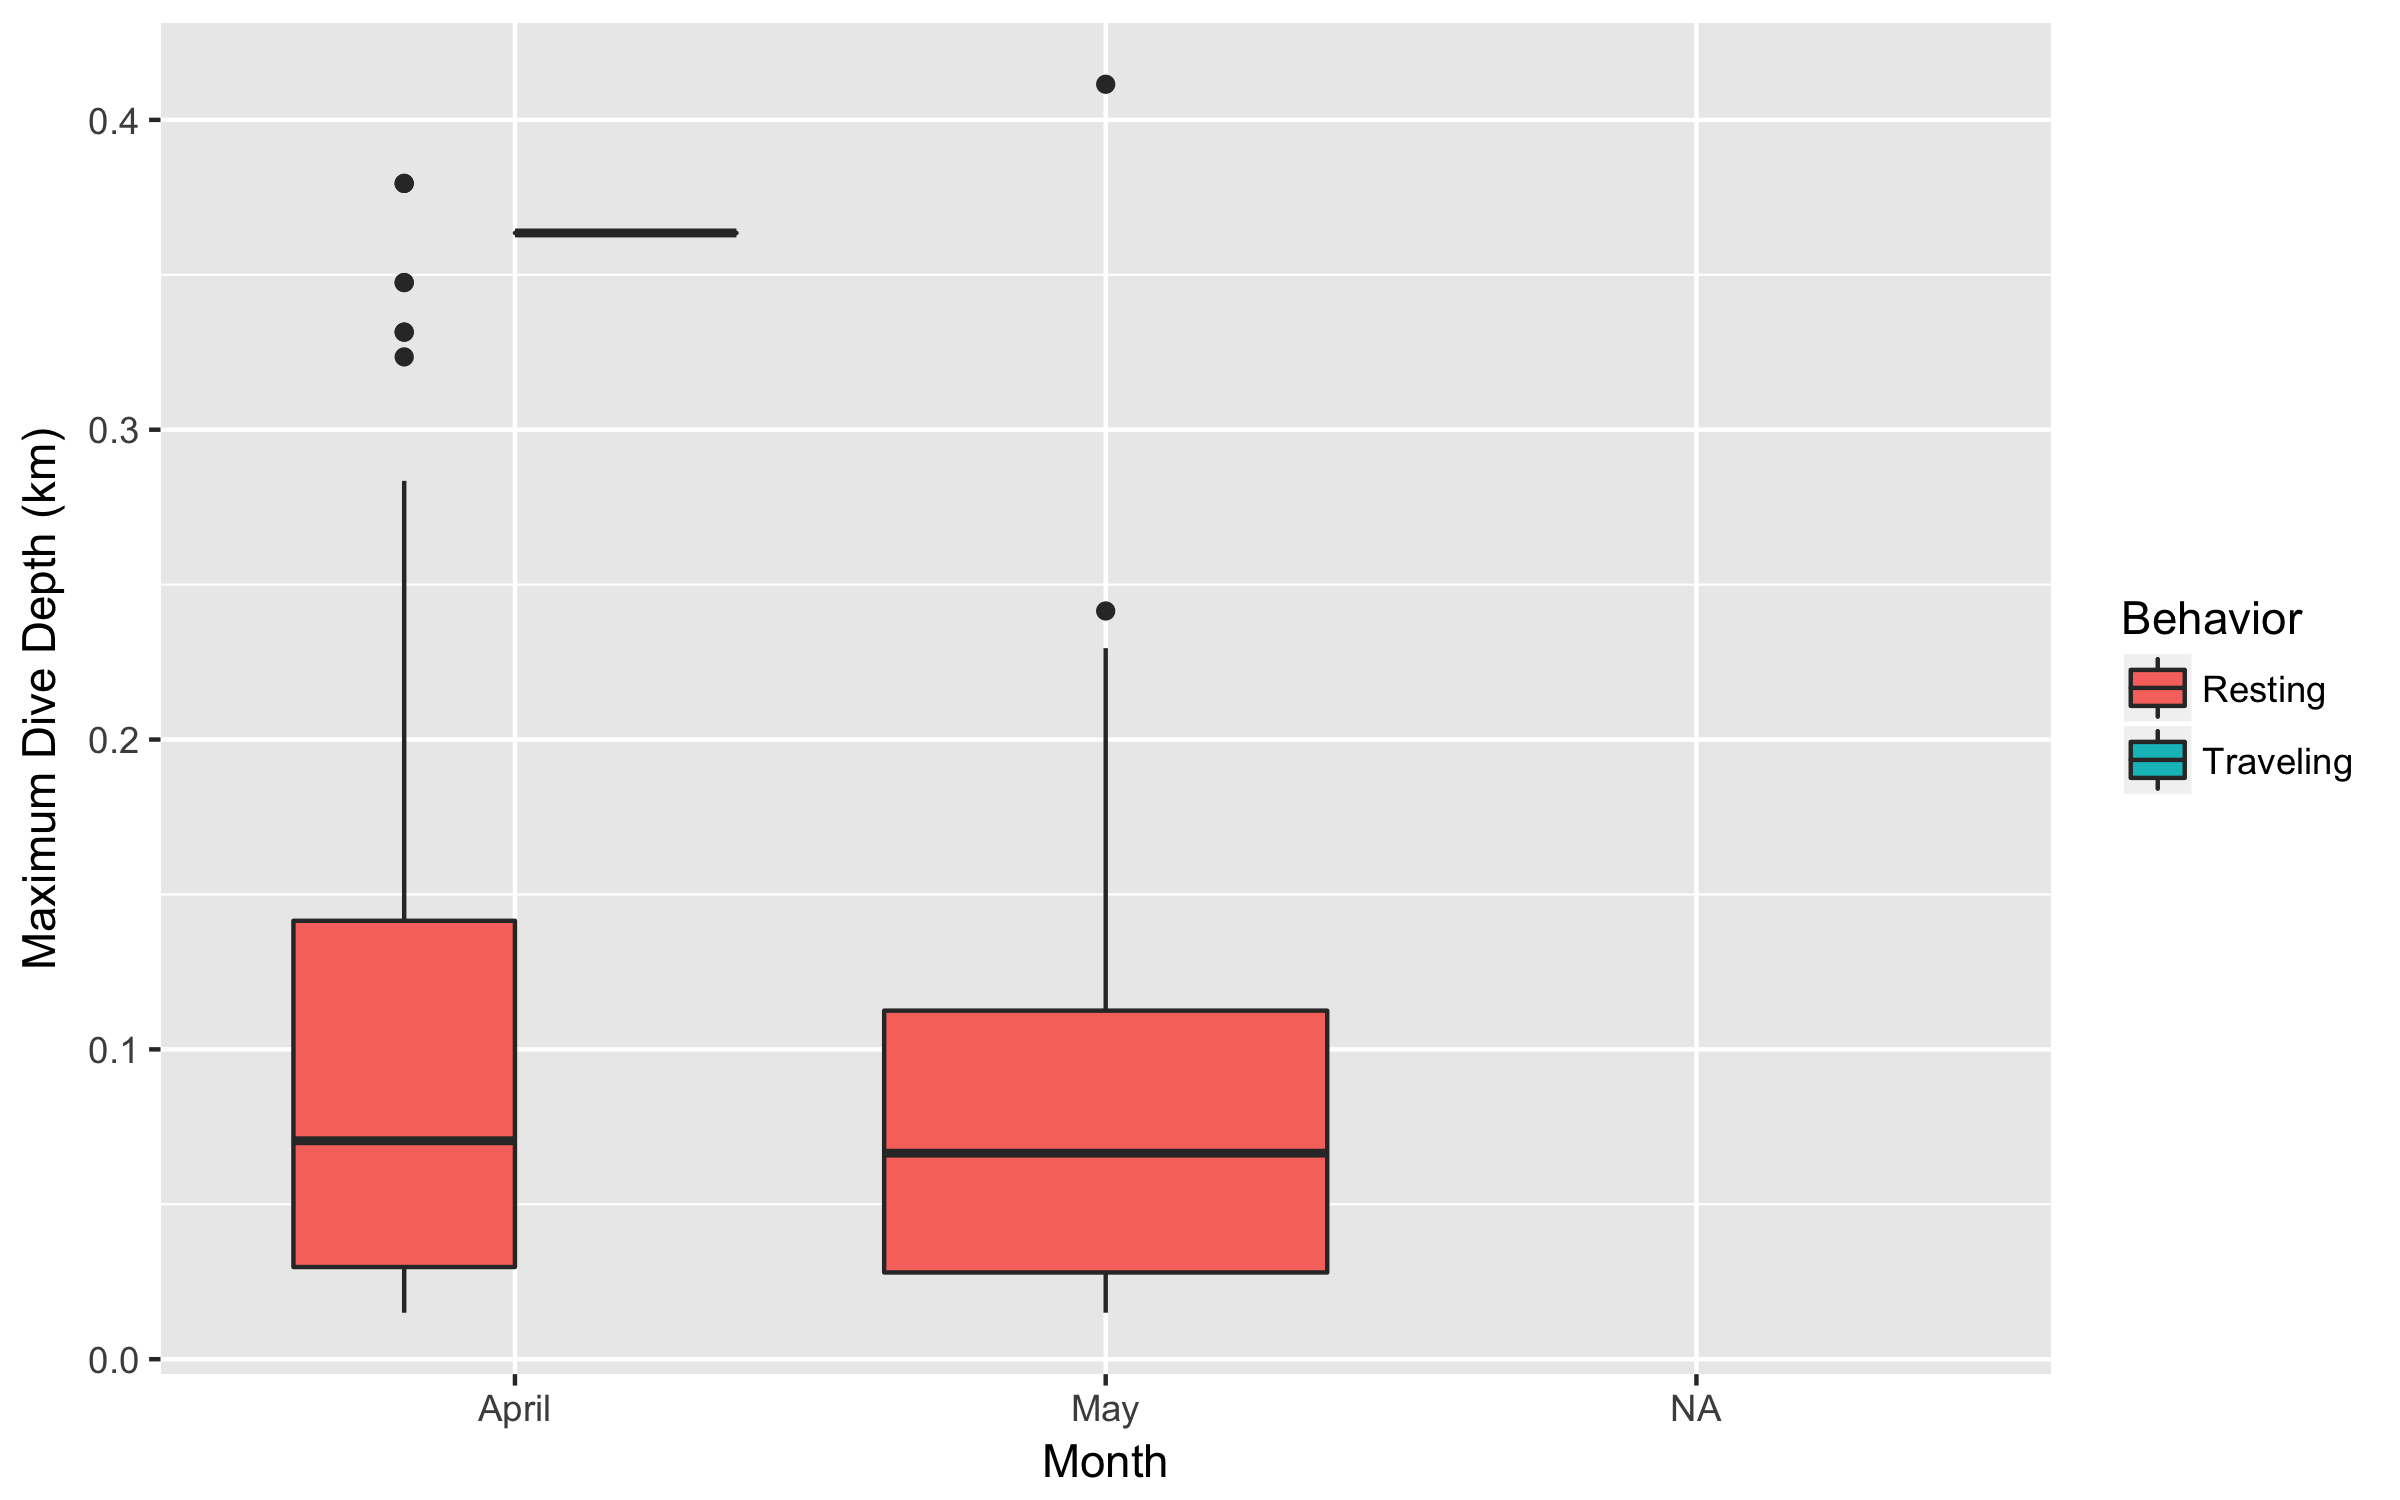 Maximum Dive Depth (km)
0.4
0.3
0.2
0.1
0.0
April
May
NA
Month
Behavior
Resting
Traveling